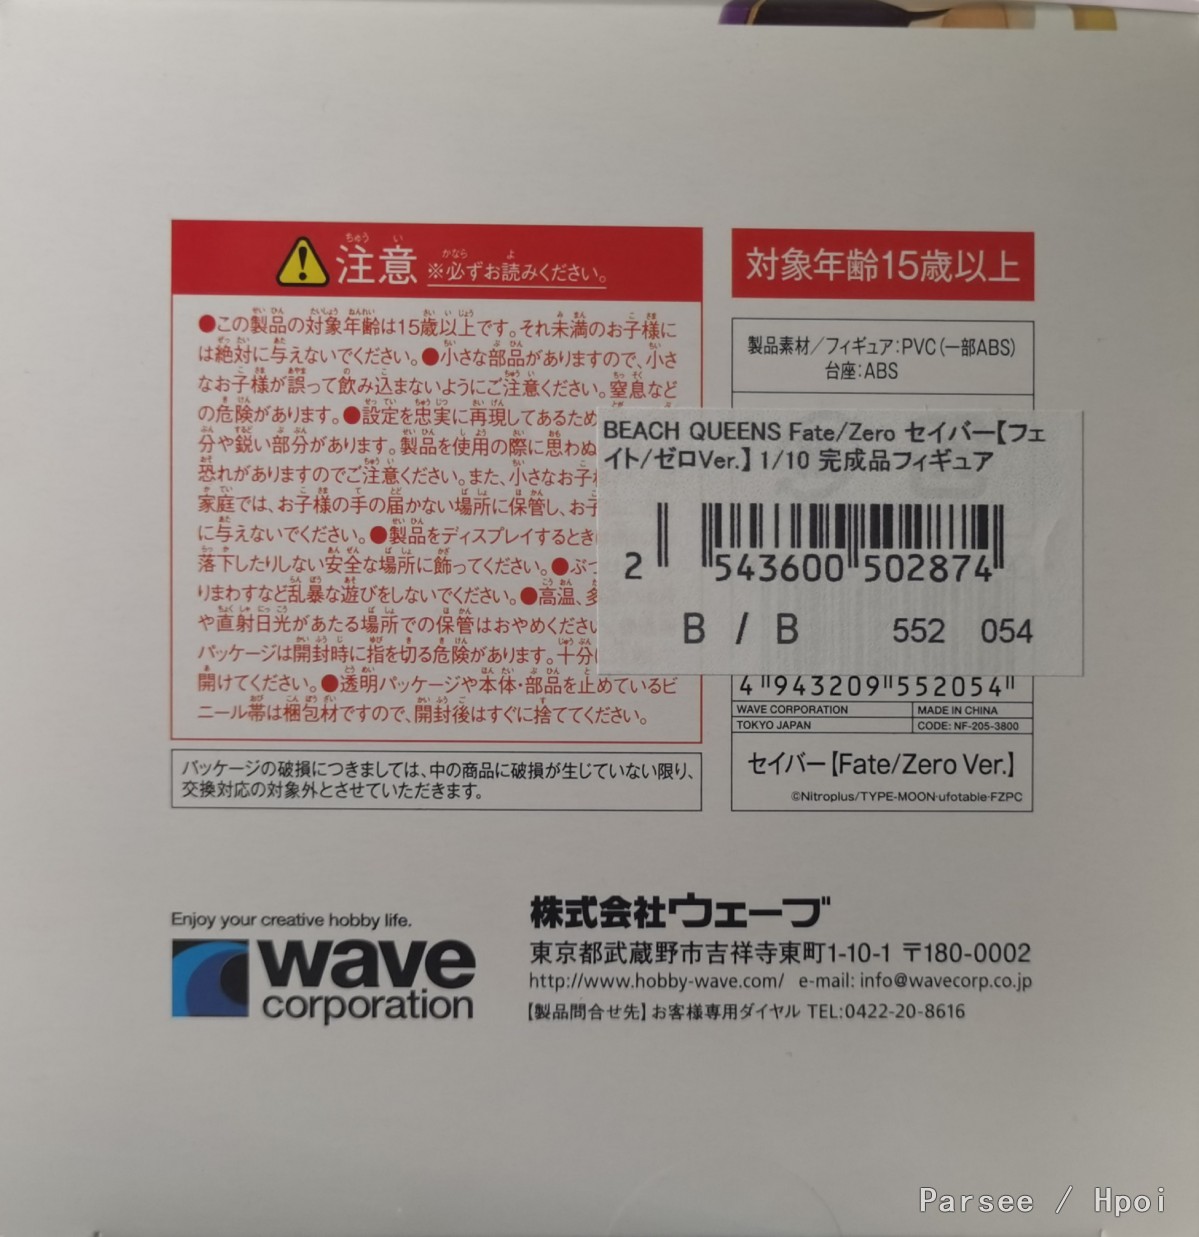 注意 ※必ずお読みください。
●この製品の対象年齢は15歳以上です。それ未満のお子様に
は絶対に与えないでください。●小さな部品がありますので、小さ
なお子様が誤って飲み込まないようにご注意ください。窒息など
の危険があります。●設定を忠実に再現してあるため
分や鋭い部分があります。製品を使用の際に思わぬ
恐れがありますのでご注意ください。また、小さなお子様
家庭では、お子様の手の届かない場所に保管し、お子
に与えないでください。●製品をディスプレイするとき
落下したりしない安全な場所に飾ってください。●ぶつ
りまわすなど乱暴な遊びをしないでください。●高温、多
や直射日光があたる場所での保管はおやめくださ
パッケージは開封時に指を切る危険があります。十分
開けてください。●透明パッケージや本体・部品を止めているビ
ニール帯は梱包材ですので、開封後はすぐに捨ててください。
パッケージの破損につきましては、中の商品に破損が生じていない限り、
交換対応の対象外とさせていただきます。
対象年齢15歳以上
製品素材/フィギュア:PVC(一部ABS)
台座:ABS
BEACH QUEENS Fate/Zero セイバー【フェ
イト/ゼロVer.】 1/10 完成品フィギュア
2 543600 502874
B / B 552 054
4 943209 552054
WAVE CORPORATION MADE IN CHINA
TOKYO JAPAN CODE: NF-205-3800
セイバー【Fate/Zero Ver.】
©Nitroplus/TYPE-MOON·ufotable·FZPC
Enjoy your creative hobby life.
wave
corporation
株式会社ウェーブ
東京都武蔵野市吉祥寺東町1-10-1 〒180-0002
http://www.hobby-wave.com/ e-mail: info@wavecorp.co.jp
【製品問合せ先】お客様専用ダイヤル TEL:0422-20-8616
Parsee / Hpoi